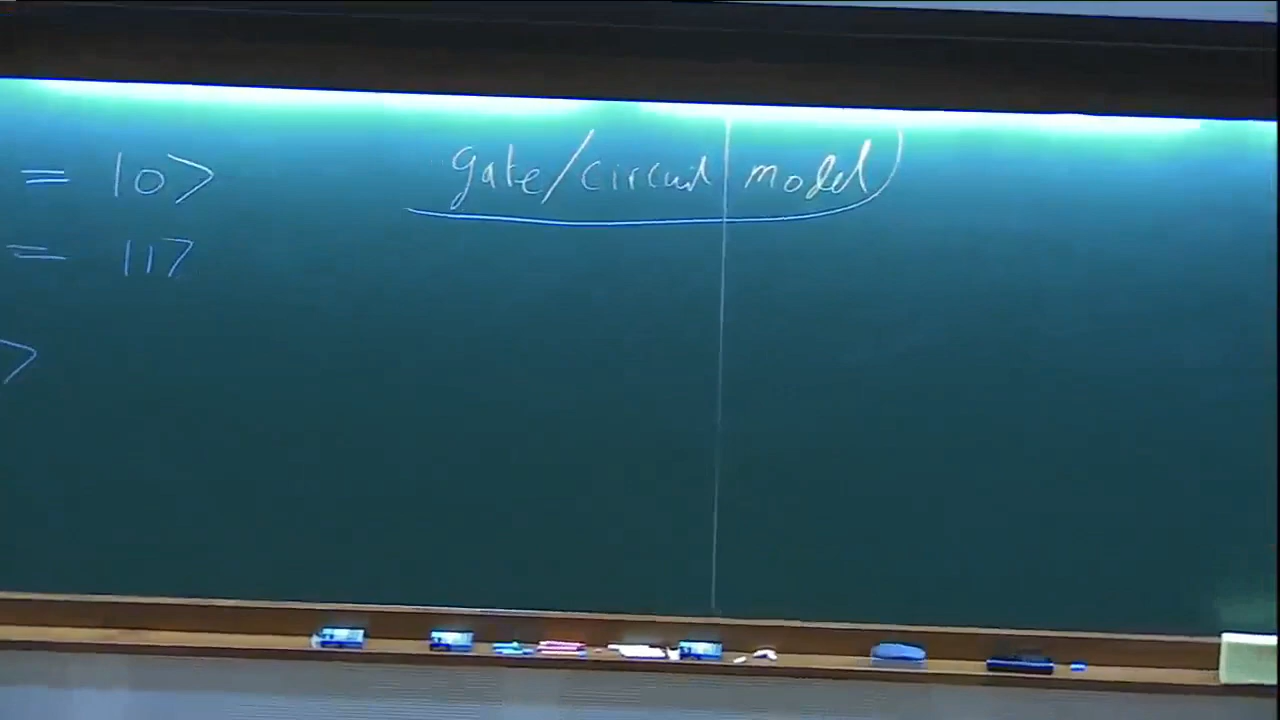 = |0>
= |1>
>
gate/circuit model